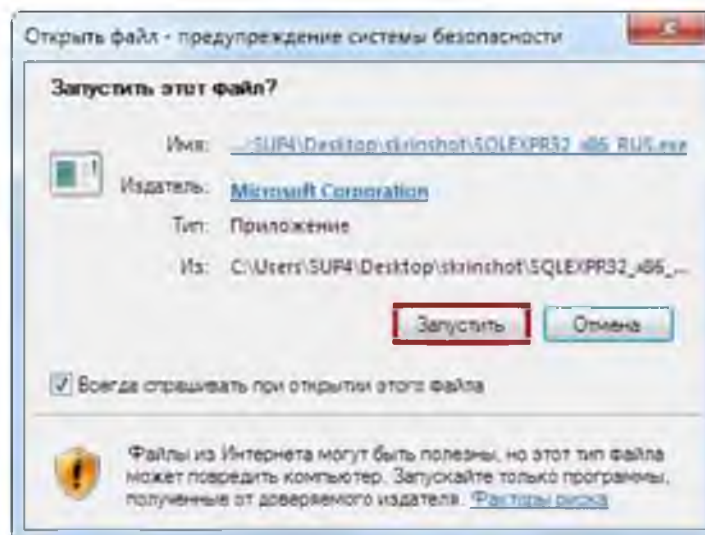 Открыть файл - предупреждение системы безопасности
Запустить этот файл?
Имя: ...:\SUP4\Desktop\skrinshot\SQLEXPR32_x86_RUS.exe
Издатель: Microsoft Corporation
Тип: Приложение
Из: C:\Users\SUP4\Desktop\skrinshot\SQLEXPR32_x86_...
Запустить Отмена
Всегда спрашивать при открытии этого файла
Файлы из Интернета могут быть полезны, но этот тип файла
может повредить компьютер. Запускайте только программы,
полученные от доверяемого издателя. Факторы риска